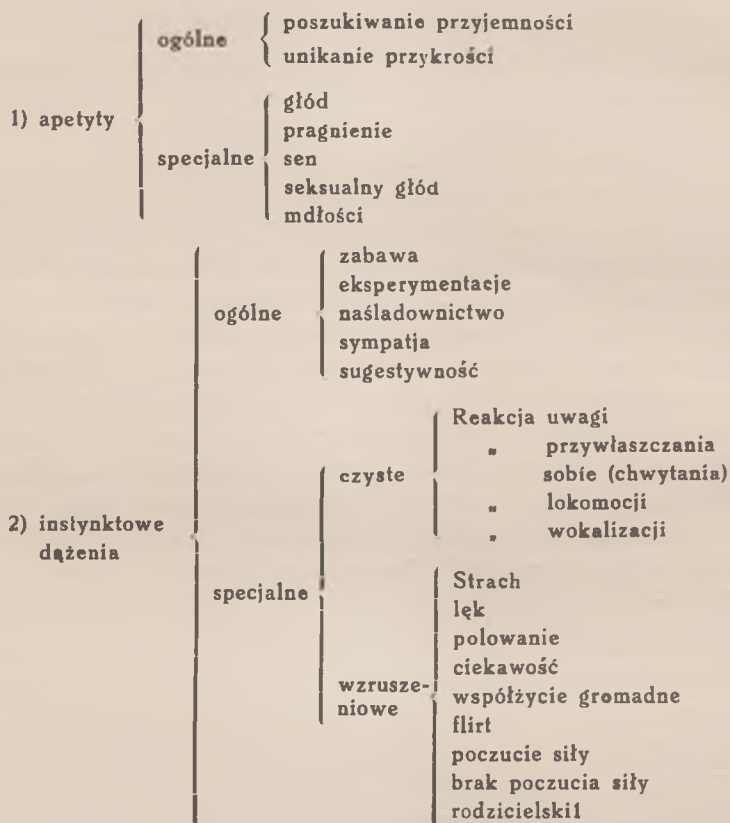 ogólne
poszukiwanie przyjemności
unikanie przykrości
1) apetyty
specjalne
głód
pragnienie
sen
seksualny głód
mdłości
2) instynktowe
dążenia
ogólne
zabawa
eksperymentacje
naśladownictwo
sympatja
sugestywność
specjalne
czyste
Reakcja uwagi
„ przywłaszczania
sobie (chwytania)
„ lokomocji
„ wokalizacji
wzrusze-
niowe
Strach
lęk
polowanie
ciekawość
współżycie gromadne
flirt
poczucie siły
brak poczucia siły
rodzicielski1